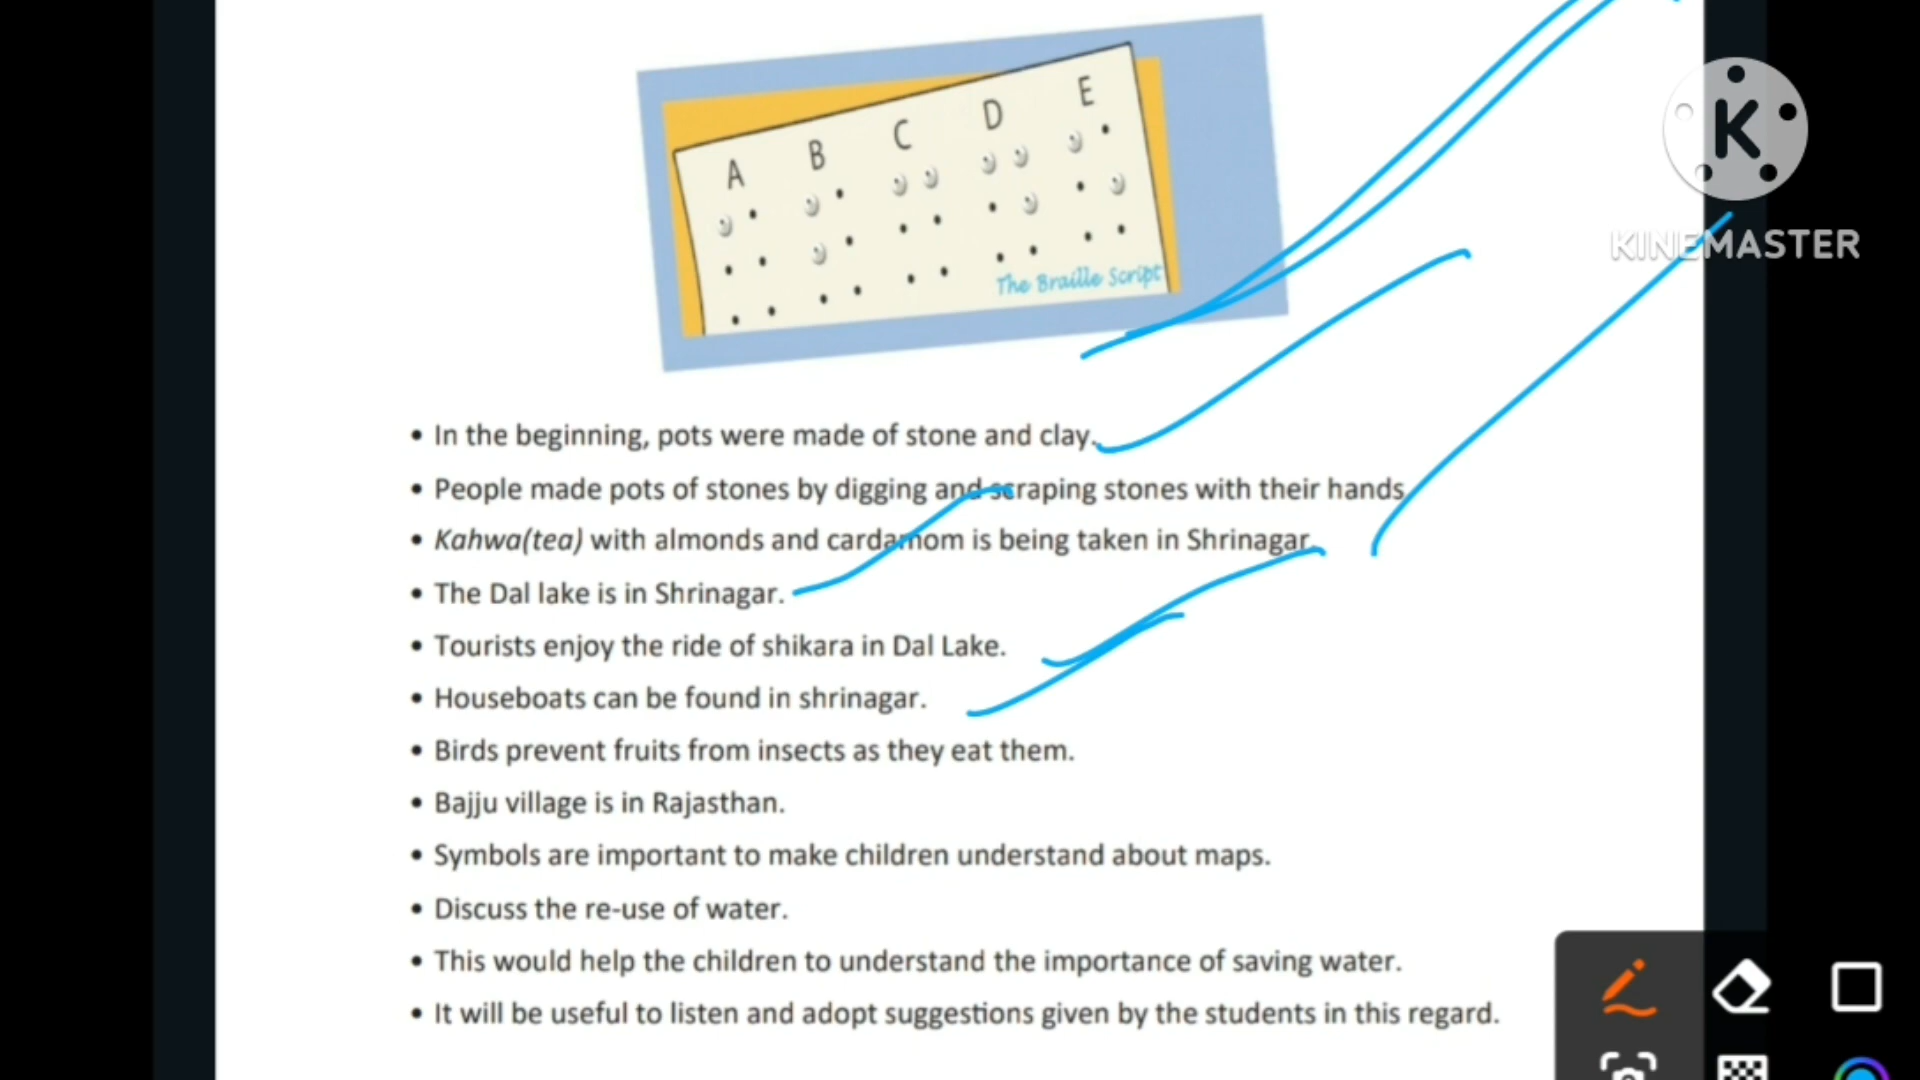 A B C D E
The Braille Script
K
KINEMASTER
• In the beginning, pots were made of stone and clay.
• People made pots of stones by digging and scraping stones with their hands
• Kahwa(tea) with almonds and cardamom is being taken in Shrinagar.
• The Dal lake is in Shrinagar.
• Tourists enjoy the ride of shikara in Dal Lake.
• Houseboats can be found in shrinagar.
• Birds prevent fruits from insects as they eat them.
• Bajju village is in Rajasthan.
• Symbols are important to make children understand about maps.
• Discuss the re-use of water.
• This would help the children to understand the importance of saving water.
• It will be useful to listen and adopt suggestions given by the students in this regard.